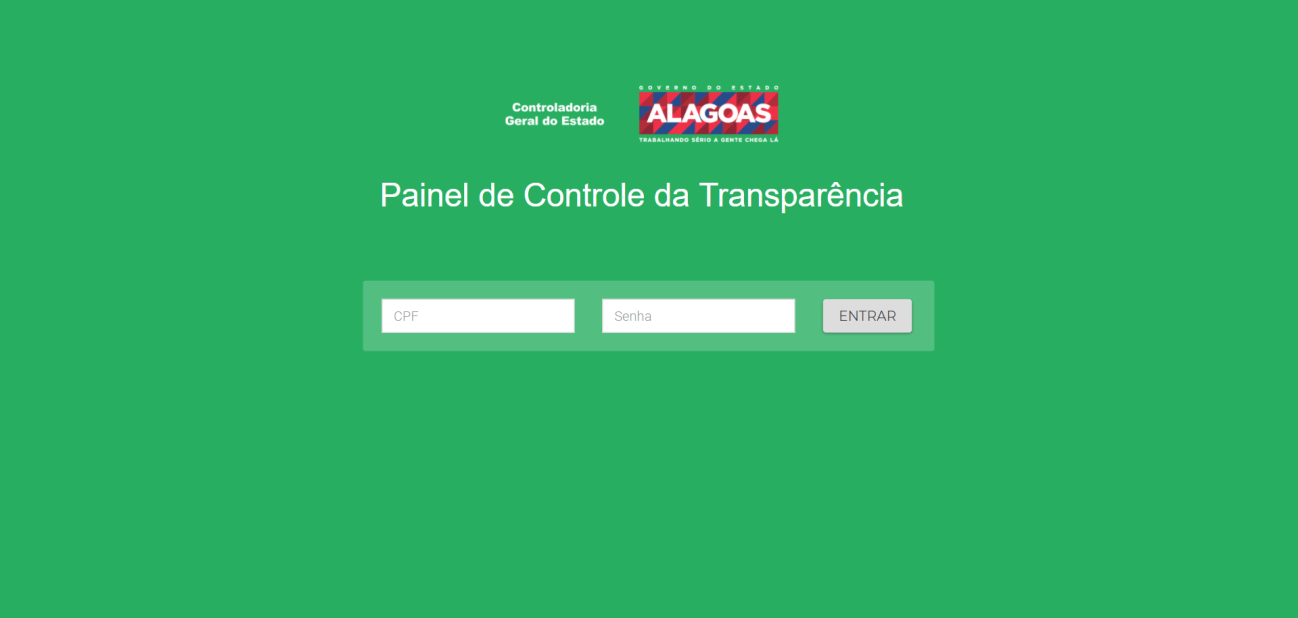 Controladoria
Geral do Estado
GOVERNO DO ESTADO
ALAGOAS
TRABALHANDO SÉRIO A GENTE CHEGA LÁ
Painel de Controle da Transparência
CPF
Senha
ENTRAR